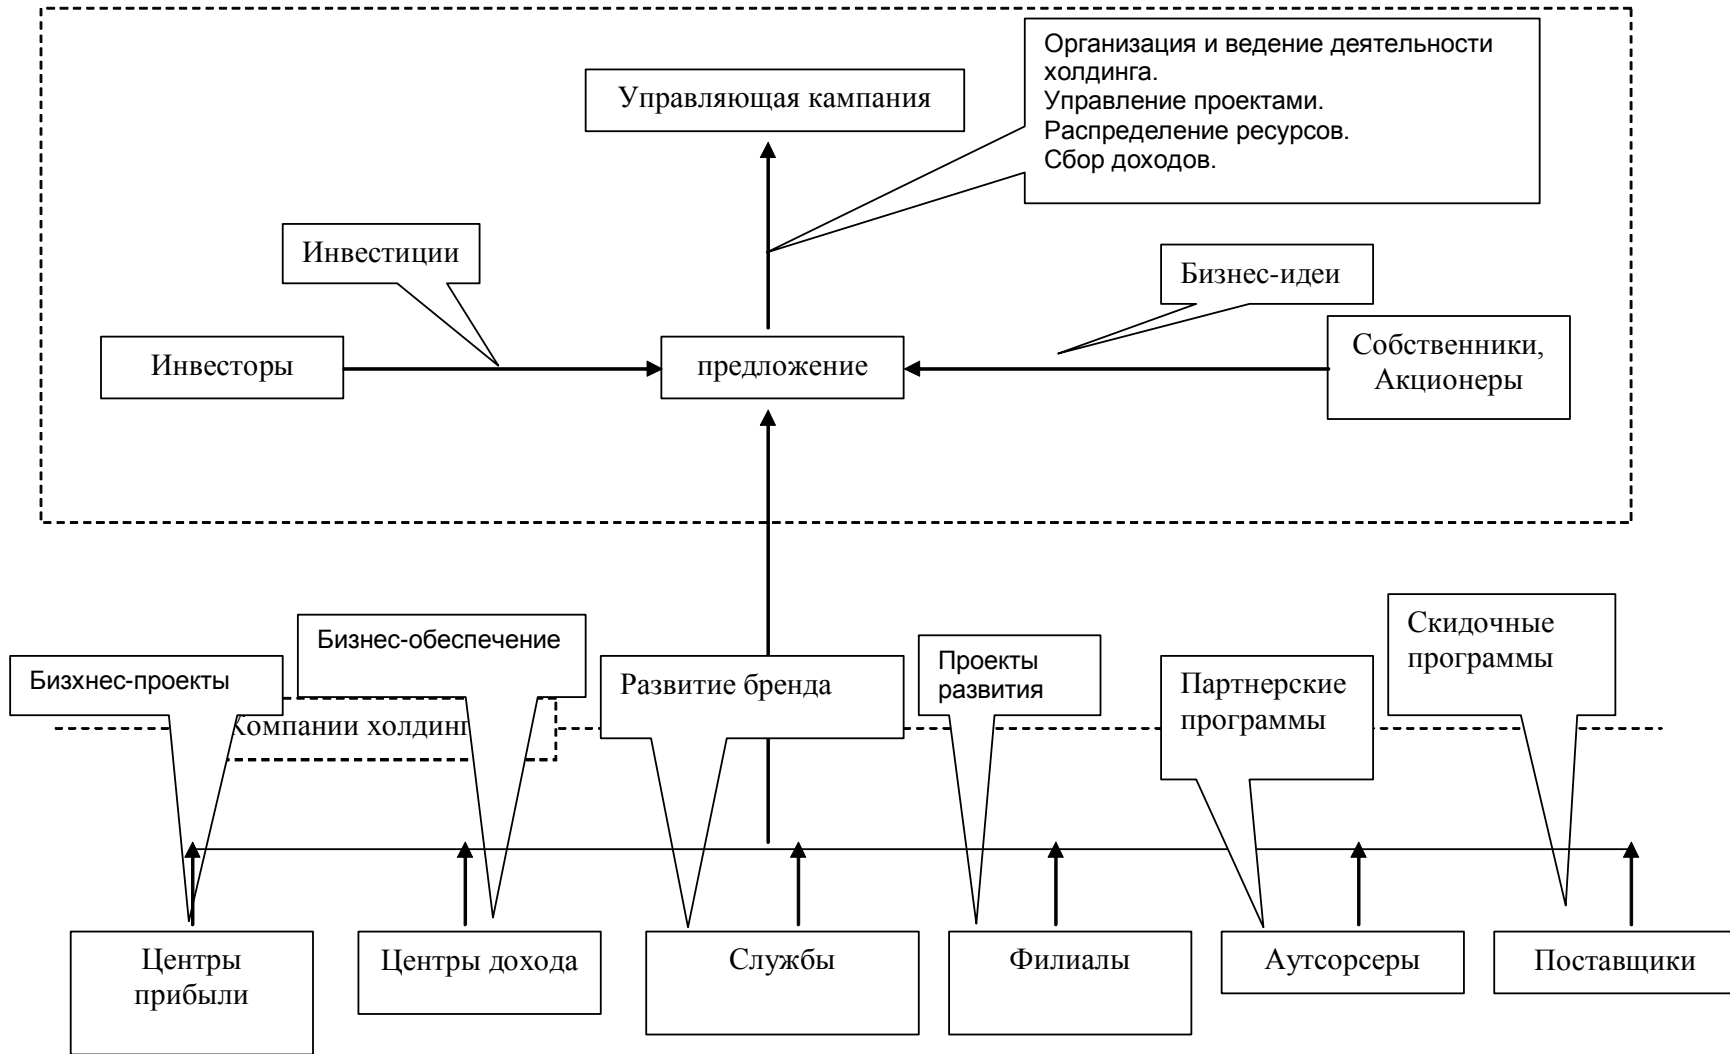 Организация и ведение деятельности
холдинга.
Управление проектами.
Распределение ресурсов.
Сбор доходов.
Управляющая кампания
Инвестиции
Бизнес-идеи
Инвесторы
предложение
Собственники,
Акционеры
Бизхнес-проекты
Бизнес-обеспечение
Развитие бренда
Проекты
развития
Партнерские
программы
Скидочные
программы
Компании холдинг
Центры
прибыли
Центры дохода
Службы
Филиалы
Аутсорсеры
Поставщики